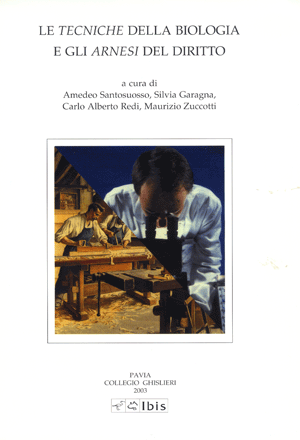 LE TECNICHE DELLA BIOLOGIA
E GLI ARNESI DEL DIRITTO
a cura di
Amedeo Santosuosso, Silvia Garagna,
Carlo Alberto Redi, Maurizio Zuccotti
PAVIA
COLLEGIO GHISLIERI
2003
Ibis